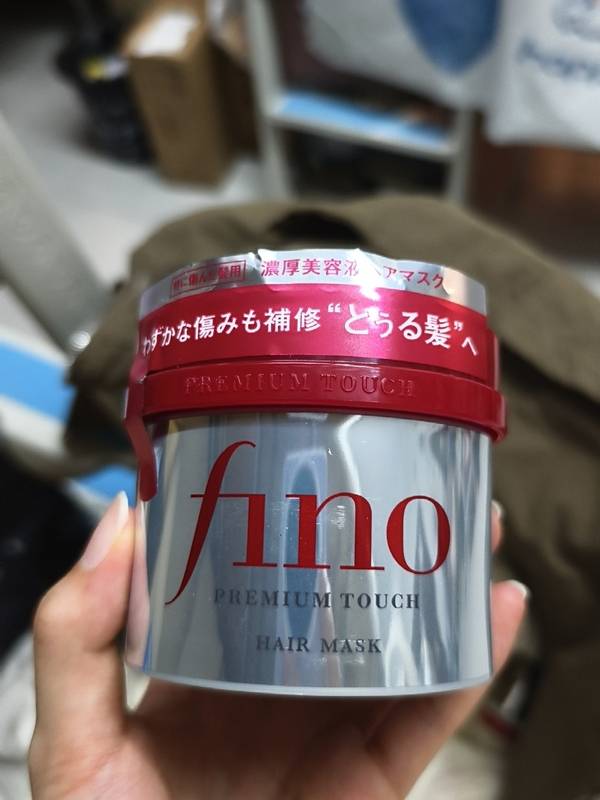 特に傷んだ髪用 濃厚美容液ヘアマスク
わずかな傷みも補修“とぅる髪”へ
PREMIUM TOUCH
fino
PREMIUM TOUCH
HAIR MASK